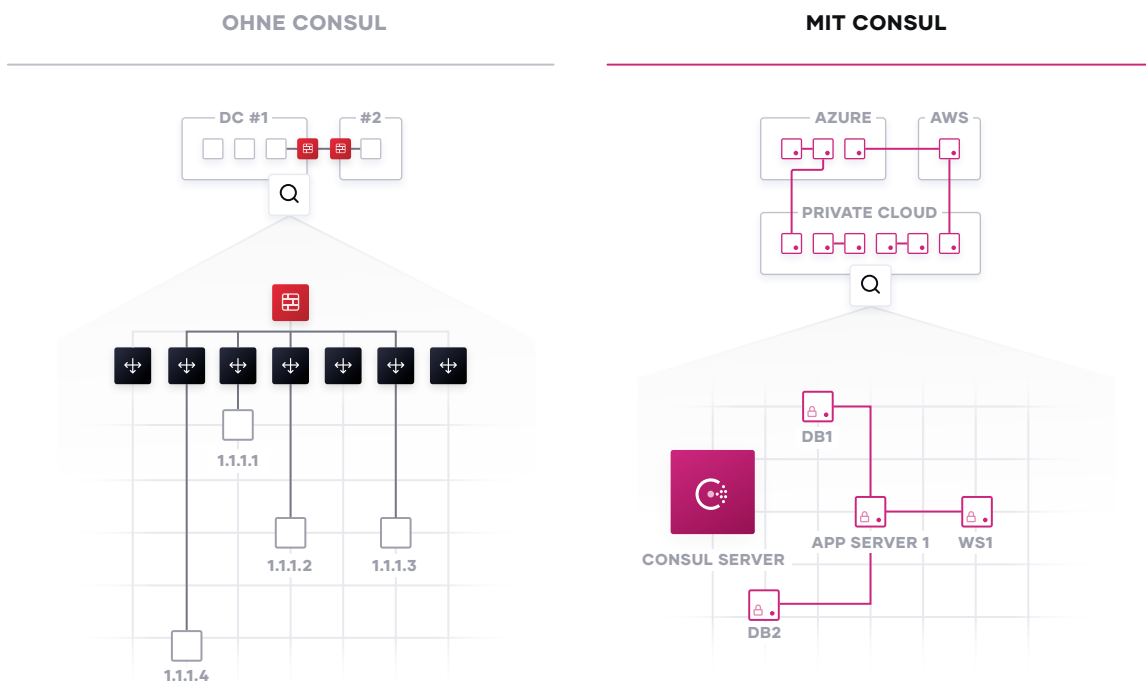 OHNE CONSUL
MIT CONSUL
DC #1
#2
AZURE
AWS
PRIVATE CLOUD
1.1.1.1
1.1.1.2
1.1.1.3
1.1.1.4
DB1
APP SERVER 1
WS1
CONSUL SERVER
DB2